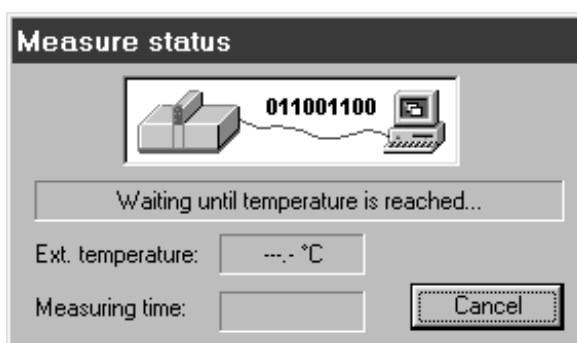 Measure status
011001100
Waiting until temperature is reached...
Ext. temperature: ---.- °C
Measuring time:
Cancel